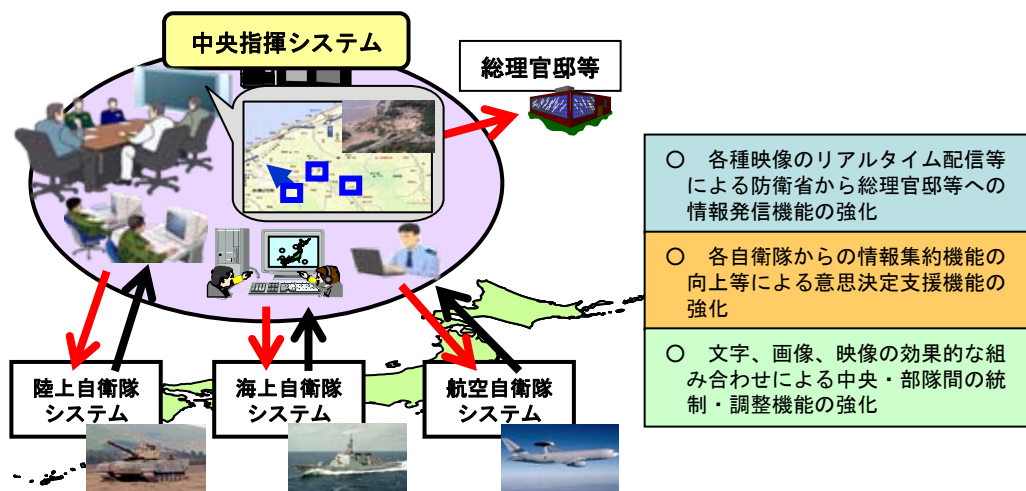 中央指揮システム
総理官邸等
○　各種映像のリアルタイム配信等
による防衛省から総理官邸等への
情報発信機能の強化
○　各自衛隊からの情報集約機能の
向上等による意思決定支援機能の
強化
○　文字、画像、映像の効果的な組
み合わせによる中央・部隊間の統
制・調整機能の強化
陸上自衛隊
システム
海上自衛隊
システム
航空自衛隊
システム